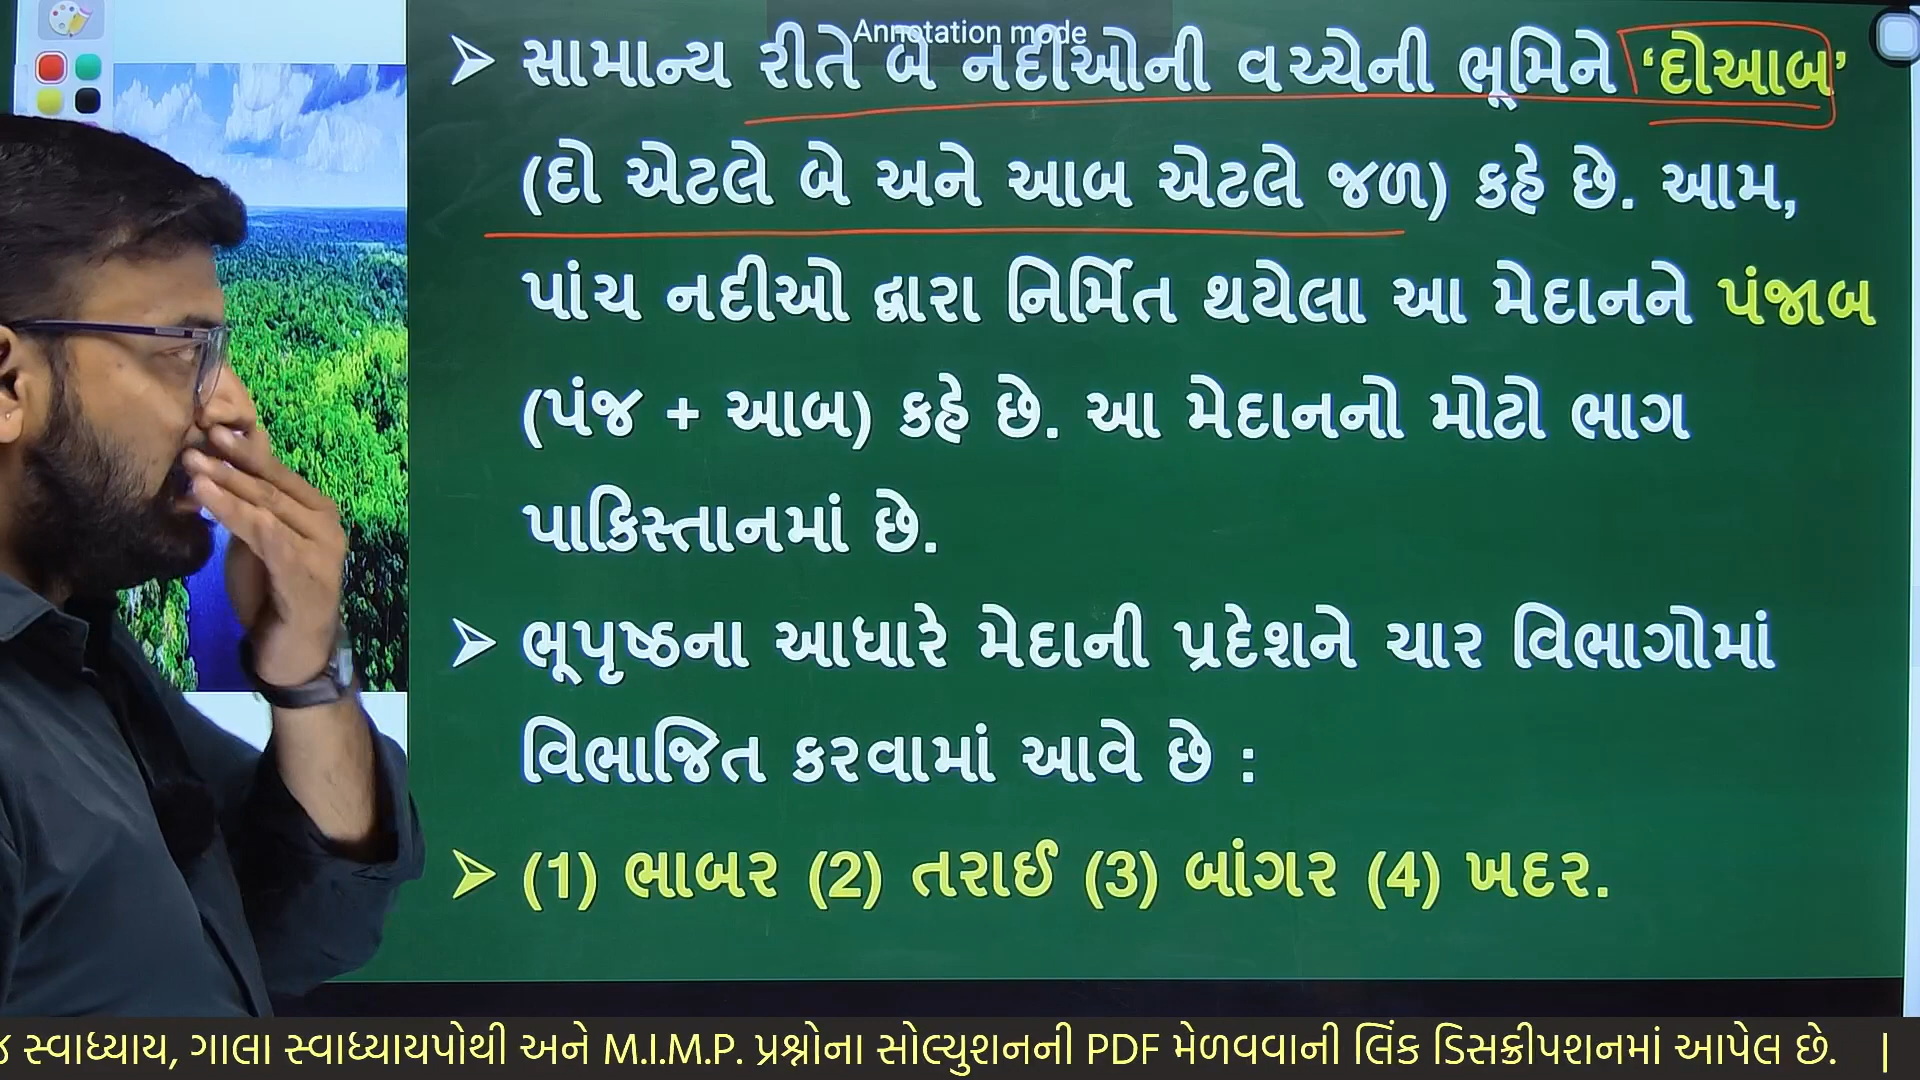 Annotation mode
➢ સામાન્ય રીતે બે નદીઓની વચ્ચેની ભૂમિને ‘દોઆબ’
(દો એટલે બે અને આબ એટલે જળ) કહે છે. આમ,
પાંચ નદીઓ દ્વારા નિર્મિત થયેલા આ મેદાનને પંજાબ
(પંજ + આબ) કહે છે. આ મેદાનનો મોટો ભાગ
પાકિસ્તાનમાં છે.
➢ ભૂપૃષ્ઠના આધારે મેદાની પ્રદેશને ચાર વિભાગોમાં
વિભાજિત કરવામાં આવે છે :
➢ (1) ભાબર (2) તરાઈ (3) બાંગર (4) ખદર.
સ્વાધ્યાય, ગાલા સ્વાધ્યાયપોથી અને M.I.M.P. પ્રશ્નોના સોલ્યુશનની PDF મેળવવાની લિંક ડિસક્રીપશનમાં આપેલ છે. |